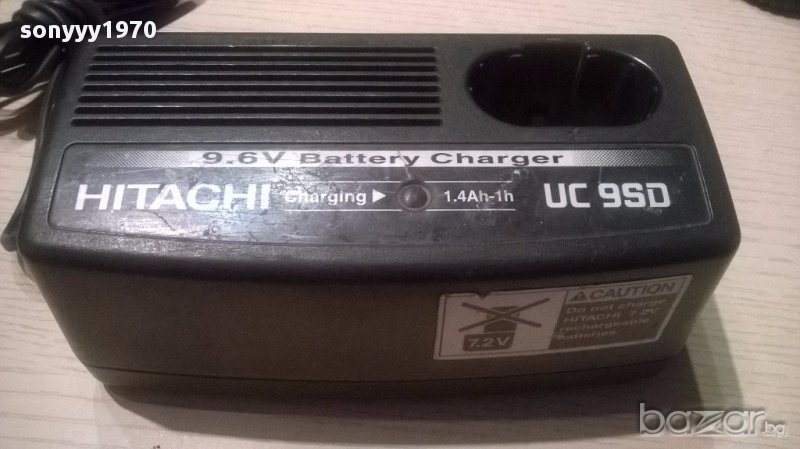 sonyyy1970
9.6V Battery Charger
HITACHI Charging ▶ 1.4Ah-1h UC 9SD
⚠ CAUTION
Do not charge
HITACHI 7.2V
rechargeable
batteries.
7.2V
bazar.bg